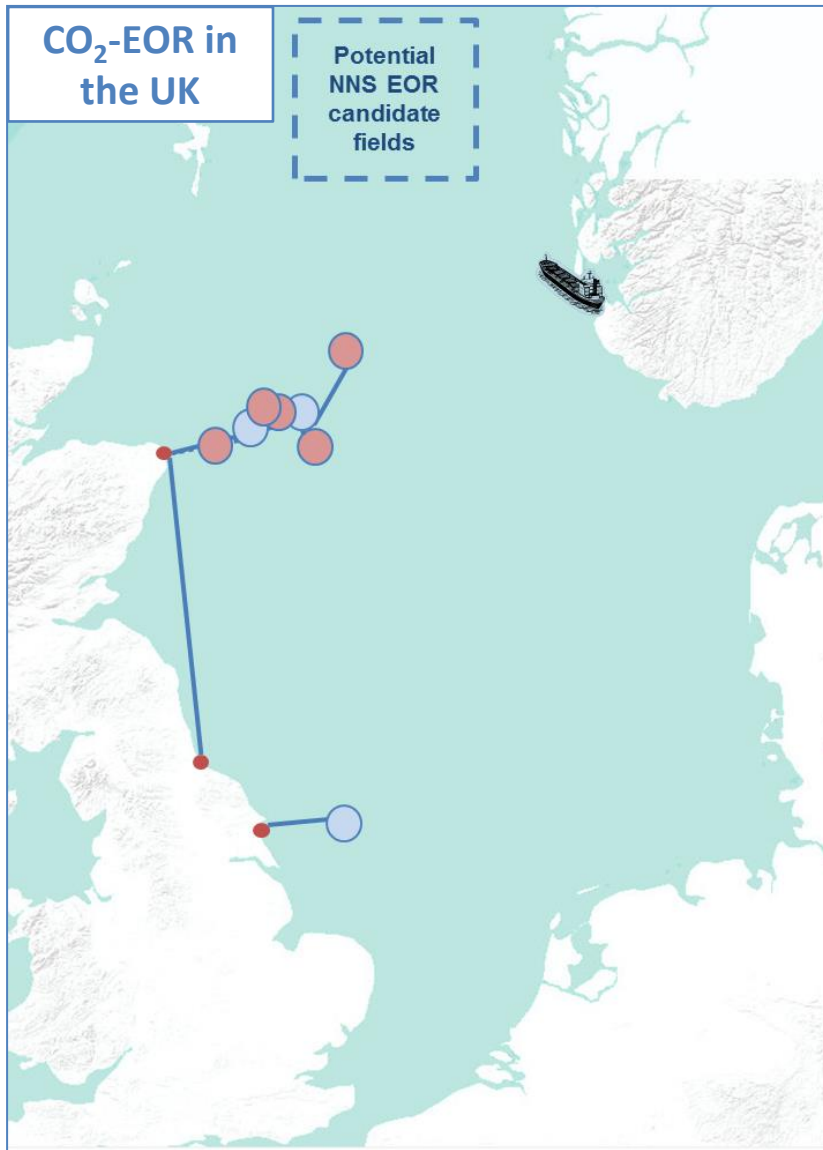 CO₂-EOR in
the UK
Potential
NNS EOR
candidate
fields